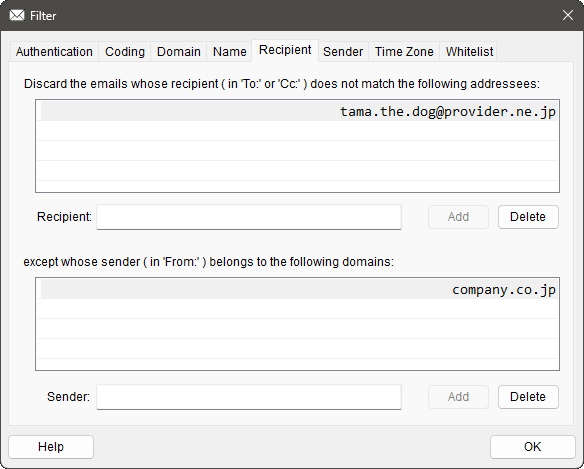 Filter
Authentication Coding Domain Name Recipient Sender Time Zone Whitelist
Discard the emails whose recipient ( in 'To:' or 'Cc:' ) does not match the following addressees:
tama.the.dog@provider.ne.jp
Recipient: Add Delete
except whose sender ( in 'From:' ) belongs to the following domains:
company.co.jp
Sender: Add Delete
Help OK